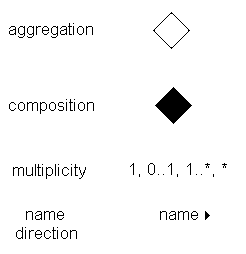 aggregation
composition
multiplicity 1, 0..1, 1..*, *
name name
direction